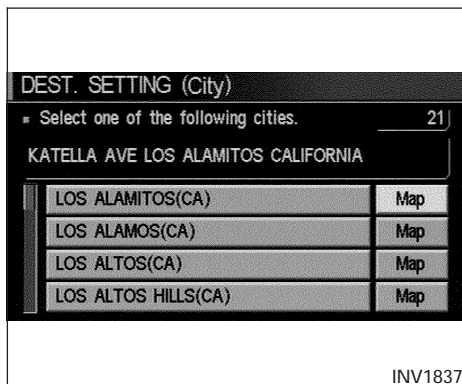 DEST. SETTING (City)
Select one of the following cities. 21
KATELLA AVE LOS ALAMITOS CALIFORNIA
LOS ALAMITOS(CA) Map
LOS ALAMOS(CA) Map
LOS ALTOS(CA) Map
LOS ALTOS HILLS(CA) Map
INV1837